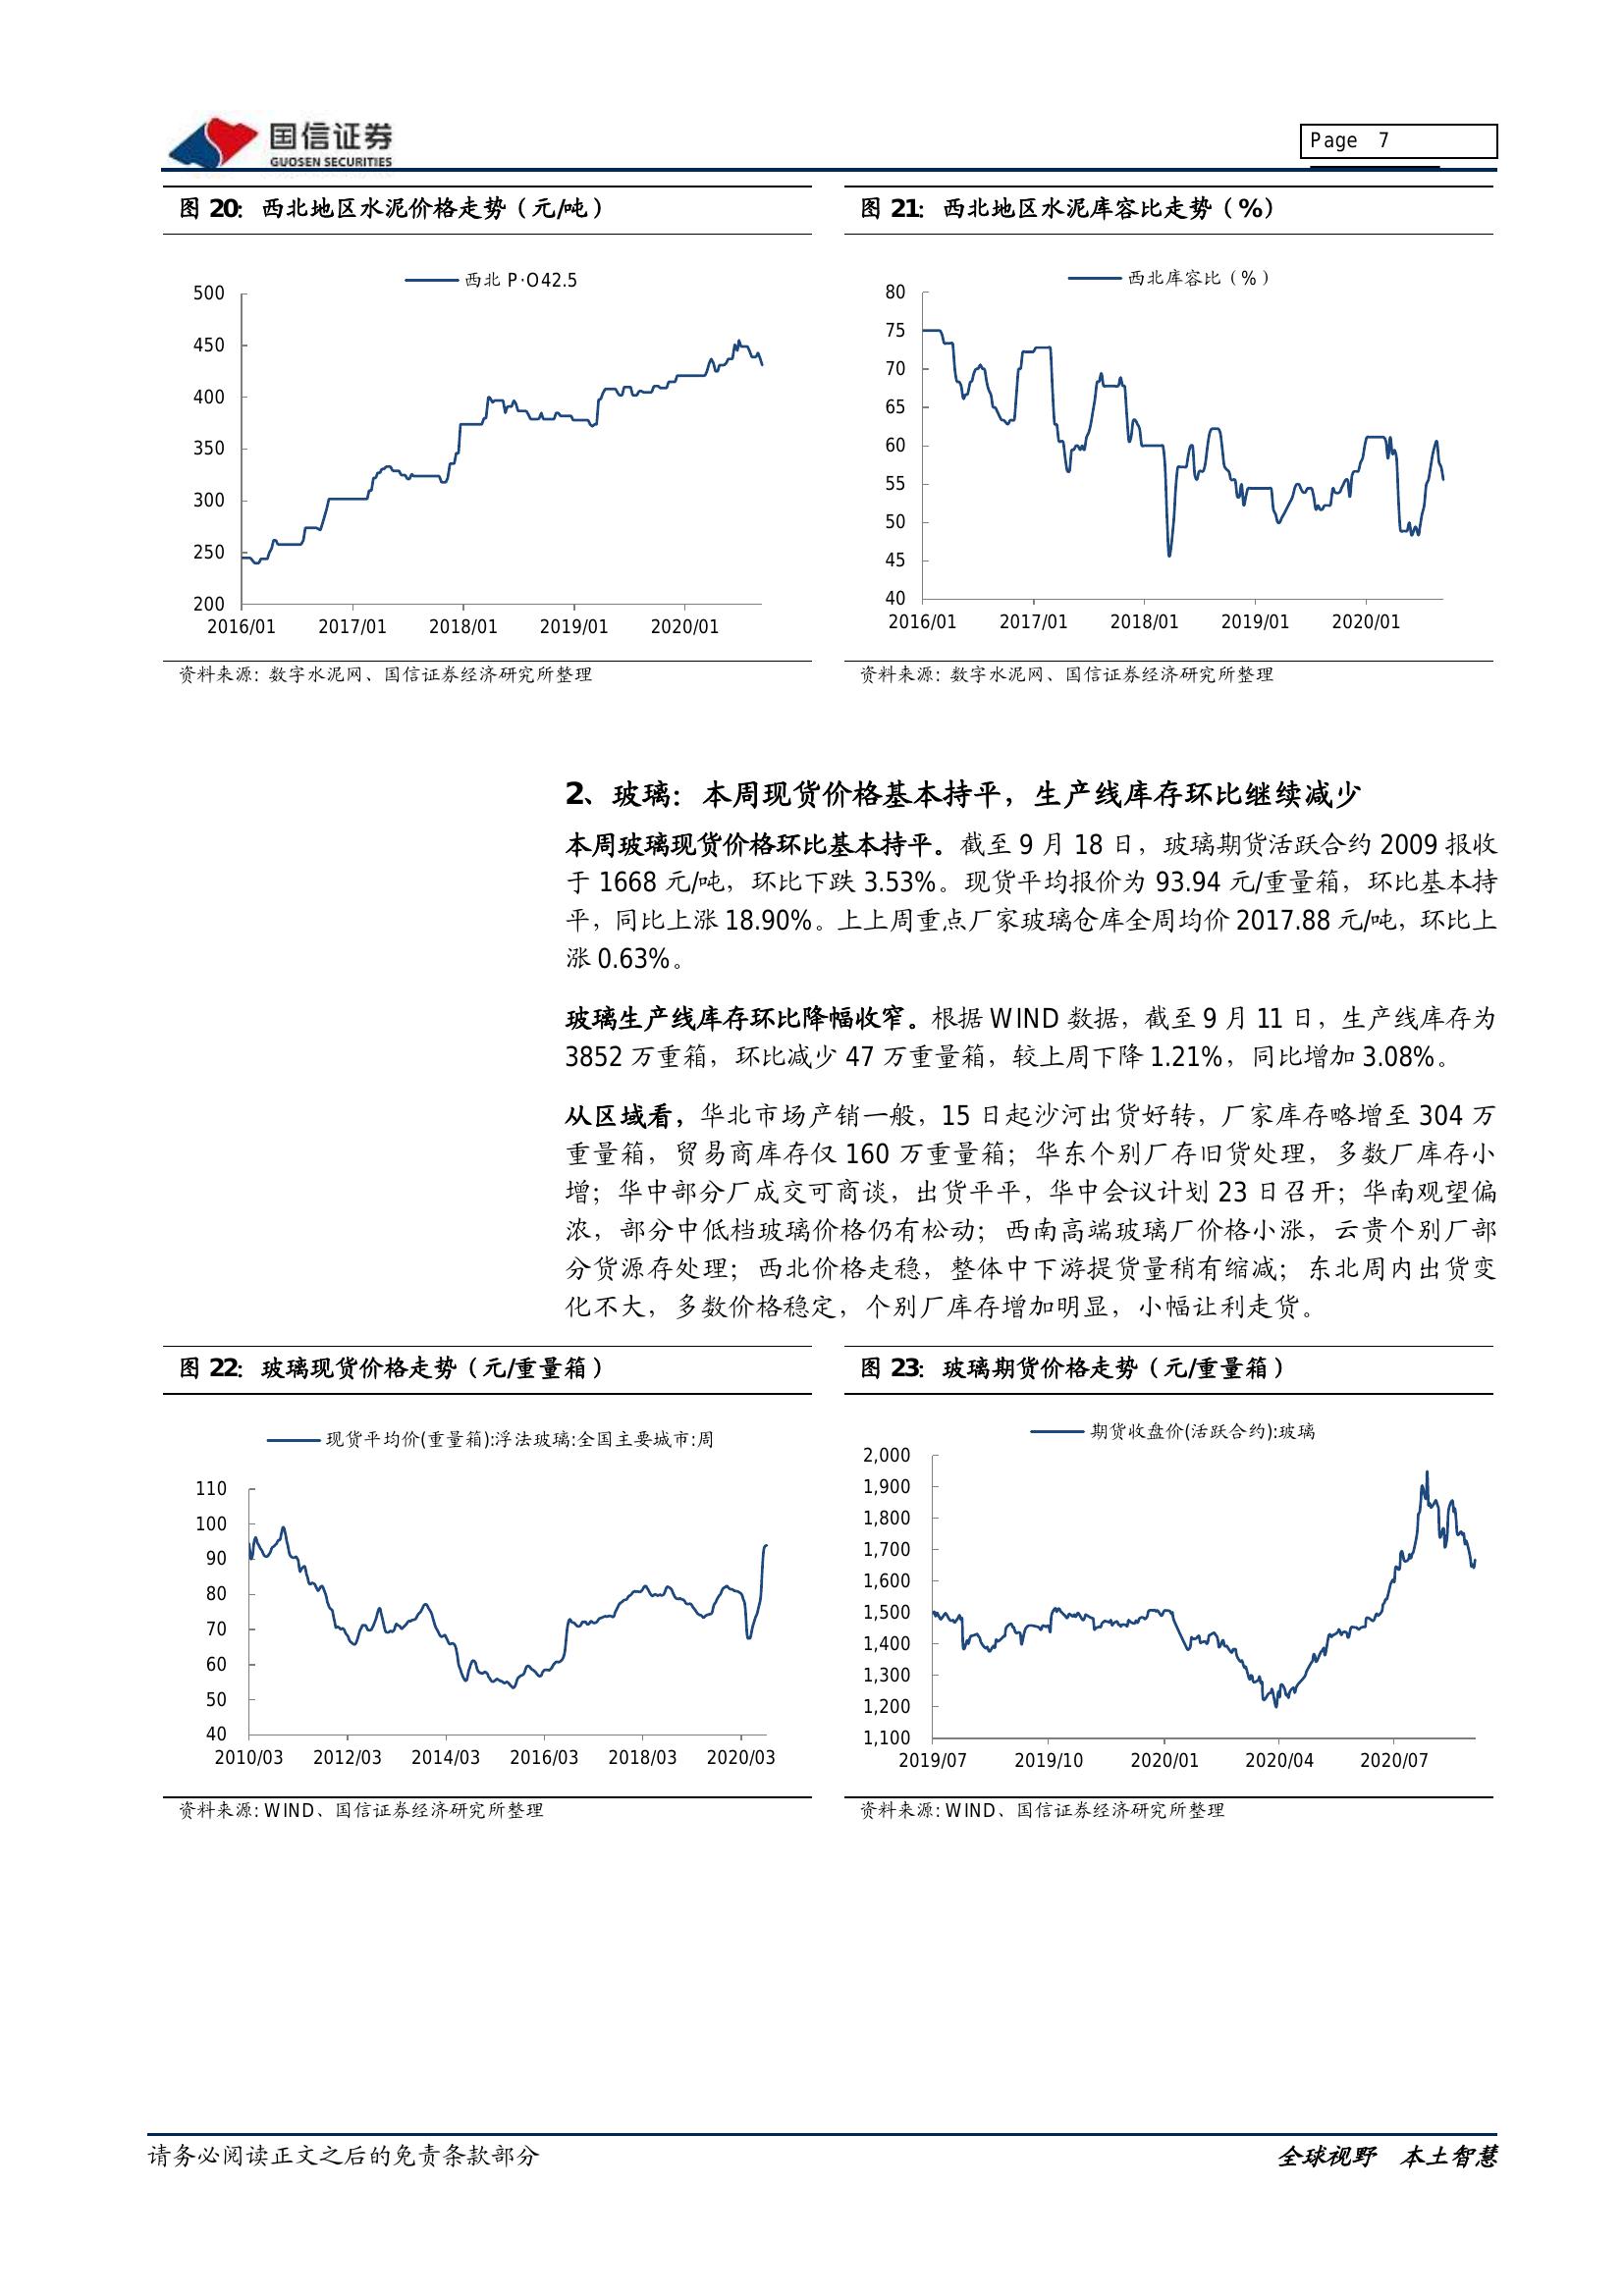 国信证券
GUOSEN SECURITIES
Page 7
图 20：西北地区水泥价格走势（元/吨）
西北 P·O42.5
500
450
400
350
300
250
200
2016/01 2017/01 2018/01 2019/01 2020/01
资料来源：数字水泥网、国信证券经济研究所整理
图 21：西北地区水泥库容比走势（%）
西北库容比（%）
80
75
70
65
60
55
50
45
40
2016/01 2017/01 2018/01 2019/01 2020/01
资料来源：数字水泥网、国信证券经济研究所整理
2、玻璃：本周现货价格基本持平，生产线库存环比继续减少
本周玻璃现货价格环比基本持平。截至 9 月 18 日，玻璃期货活跃合约 2009 报收
于 1668 元/吨，环比下跌 3.53%。现货平均报价为 93.94 元/重量箱，环比基本持
平，同比上涨 18.90%。上上周重点厂家玻璃仓库全周均价 2017.88 元/吨，环比上
涨 0.63%。
玻璃生产线库存环比降幅收窄。根据 WIND 数据，截至 9 月 11 日，生产线库存为
3852 万重箱，环比减少 47 万重量箱，较上周下降 1.21%，同比增加 3.08%。
从区域看，华北市场产销一般，15 日起沙河出货好转，厂家库存略增至 304 万
重量箱，贸易商库存仅 160 万重量箱；华东个别厂存旧货处理，多数厂库存小
增；华中部分厂成交可商谈，出货平平，华中会议计划 23 日召开；华南观望偏
浓，部分中低档玻璃价格仍有松动；西南高端玻璃厂价格小涨，云贵个别厂部
分货源存处理；西北价格走稳，整体中下游提货量稍有缩减；东北周内出货变
化不大，多数价格稳定，个别厂库存增加明显，小幅让利走货。
图 22：玻璃现货价格走势（元/重量箱）
现货平均价(重量箱):浮法玻璃:全国主要城市:周
110
100
90
80
70
60
50
40
2010/03 2012/03 2014/03 2016/03 2018/03 2020/03
资料来源: WIND、国信证券经济研究所整理
图 23：玻璃期货价格走势（元/重量箱）
期货收盘价(活跃合约):玻璃
2,000
1,900
1,800
1,700
1,600
1,500
1,400
1,300
1,200
1,100
2019/07 2019/10 2020/01 2020/04 2020/07
资料来源: WIND、国信证券经济研究所整理
请务必阅读正文之后的免责条款部分
全球视野 本土智慧